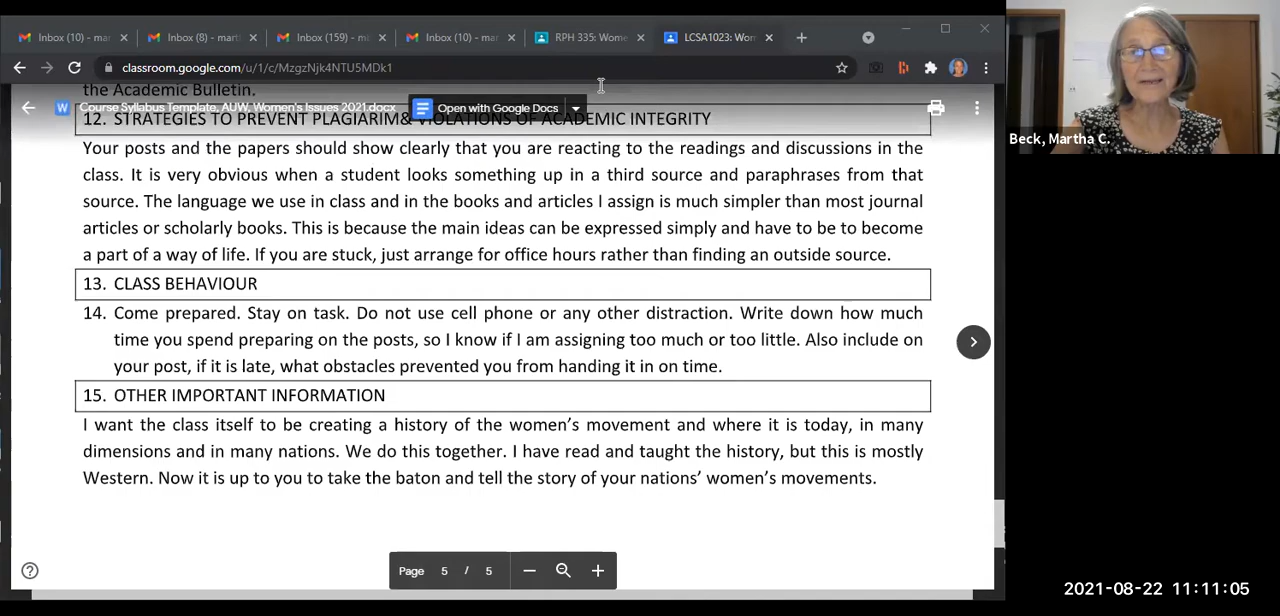 Inbox (10) - mar
Inbox (8) - mart
Inbox (159) - m
Inbox (10) - mar
RPH 335: Wome
LCSA1023: Won
classroom.google.com/u/1/c/MzgzNjk4NTU5MDk1
the Academic Bulletin.
Course Syllabus Template, AUW, Women's Issues 2021.docx
W
Open with Google Docs
12. STRATEGIES TO PREVENT PLAGIARIM& VIOLATIONS OF ACADEMIC INTEGRITY
Your posts and the papers should show clearly that you are reacting to the readings and discussions in the
class. It is very obvious when a student looks something up in a third source and paraphrases from that
source. The language we use in class and in the books and articles I assign is much simpler than most journal
articles or scholarly books. This is because the main ideas can be expressed simply and have to be to become
a part of a way of life. If you are stuck, just arrange for office hours rather than finding an outside source.
13. CLASS BEHAVIOUR
14. Come prepared. Stay on task. Do not use cell phone or any other distraction. Write down how much
time you spend preparing on the posts, so I know if I am assigning too much or too little. Also include on
your post, if it is late, what obstacles prevented you from handing it in on time.
15. OTHER IMPORTANT INFORMATION
I want the class itself to be creating a history of the women's movement and where it is today, in many
dimensions and in many nations. We do this together. I have read and taught the history, but this is mostly
Western. Now it is up to you to take the baton and tell the story of your nations' women's movements.
Page 5 / 5
Beck, Martha C.
2021-08-22 11:11:05